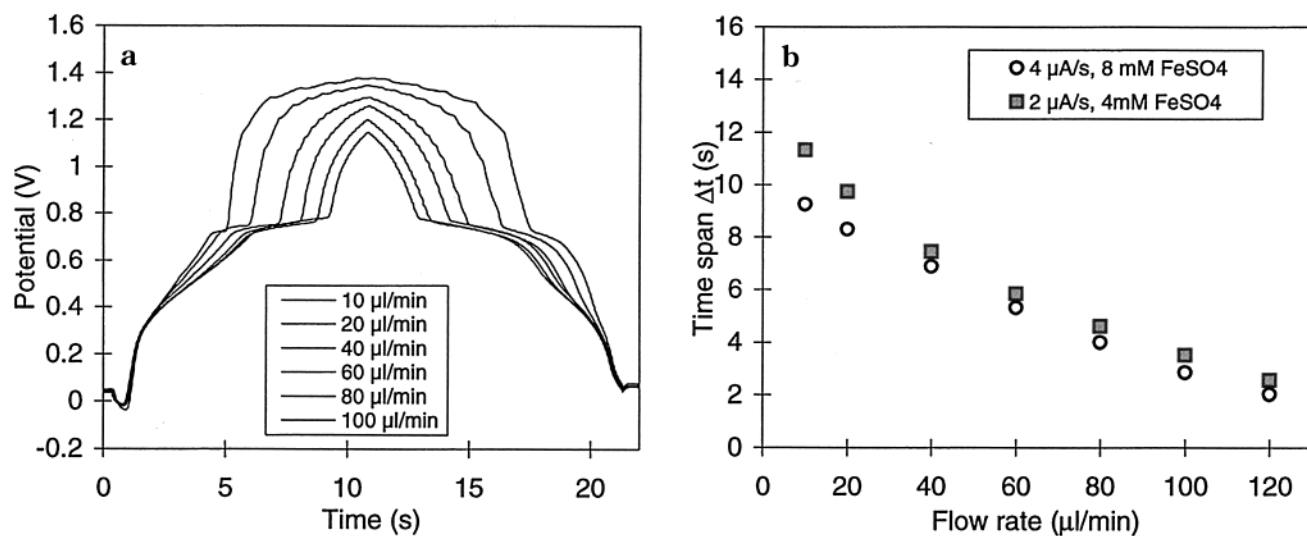 a
1.6
1.4
1.2
1
0.8
0.6
0.4
0.2
0
-0.2
Potential (V)
10 µl/min
20 µl/min
40 µl/min
60 µl/min
80 µl/min
100 µl/min
0 5 10 15 20
Time (s)
b
16
14
12
10
8
6
4
2
0
Time span Δt (s)
4 µA/s, 8 mM FeSO4
2 µA/s, 4mM FeSO4
0 20 40 60 80 100 120
Flow rate (µl/min)